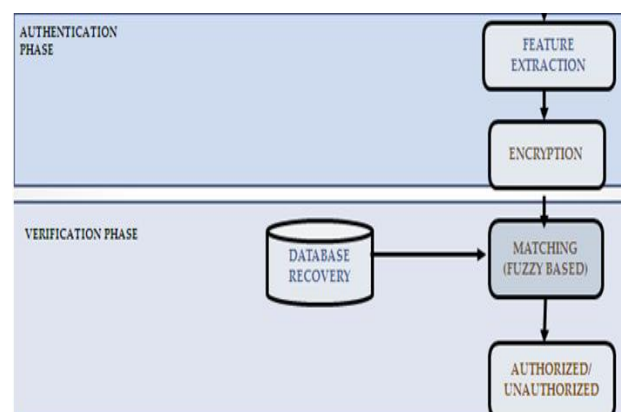 AUTHENTICATION
PHASE
FEATURE
EXTRACTION
ENCRYPTION
VERIFICATION PHASE
DATABASE
RECOVERY
MATCHING
(FUZZY BASED)
AUTHORIZED/
UNAUTHORIZED